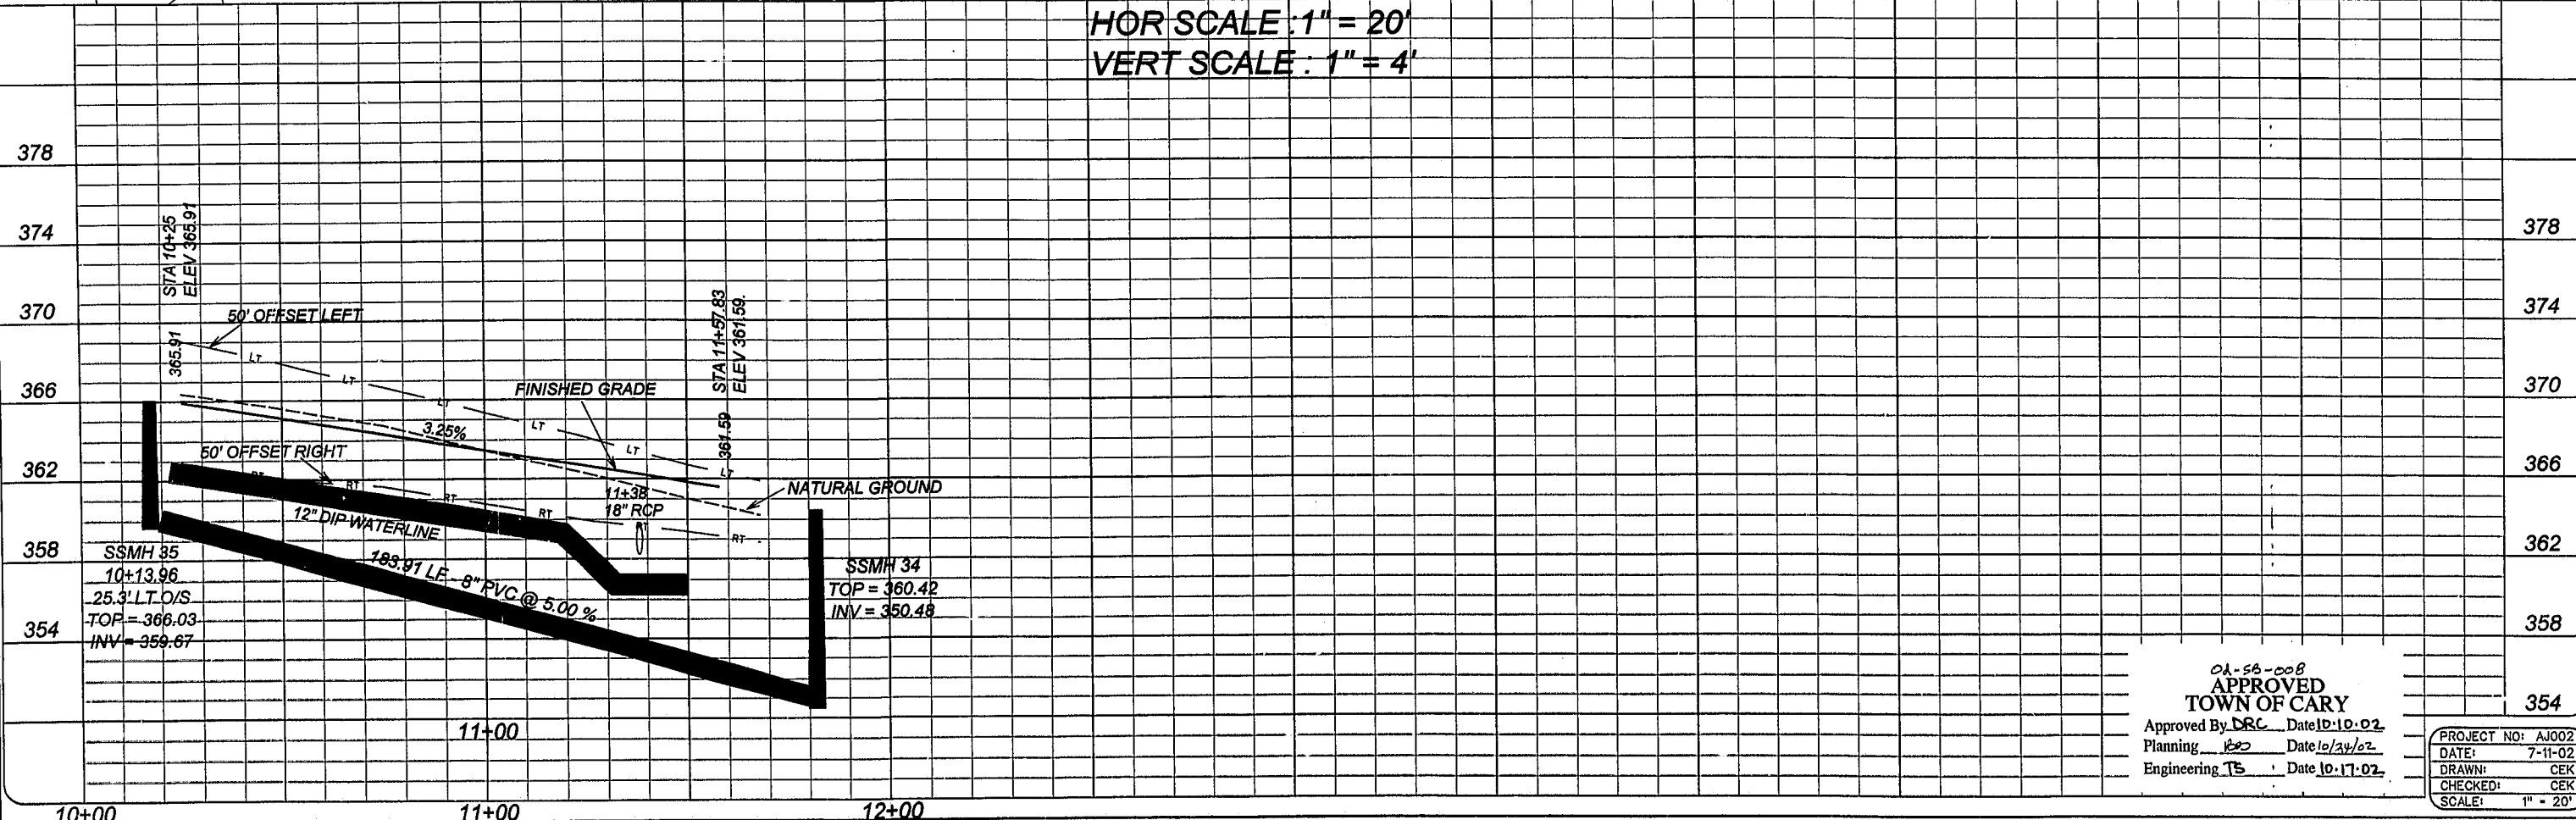 HOR SCALE : 1" = 20'
VERT SCALE : 1" = 4'
378
374
370
366
362
358
354
STA 10+25
ELEV 365.91
365.91
50' OFFSET LEFT
LT
LT
LT
LT
LT
LT
FINISHED GRADE
3.25%
STA 11+57.83
ELEV 361.59.
361.59
50' OFFSET RIGHT
RT
RT
RT
RT
RT
RT
11+38
18" RCP
NATURAL GROUND
12" DIP WATERLINE
183.91 LF - 8" PVC @ 5.00 %
SSMH 35
10+13.96
25.3' LT O/S
TOP = 366.03
INV = 359.67
SSMH 34
TOP = 360.42
INV = 350.48
11+00
10+00
11+00
12+00
378
374
370
366
362
358
354
APPROVED
TOWN OF CARY
Approved By DRC Date 10.10.02
Planning Date 10/24/02
Engineering TB Date 10.17.02
PROJECT NO: AJ002
DATE: 7-11-02
DRAWN: CEK
CHECKED: CEK
SCALE: 1" = 20'